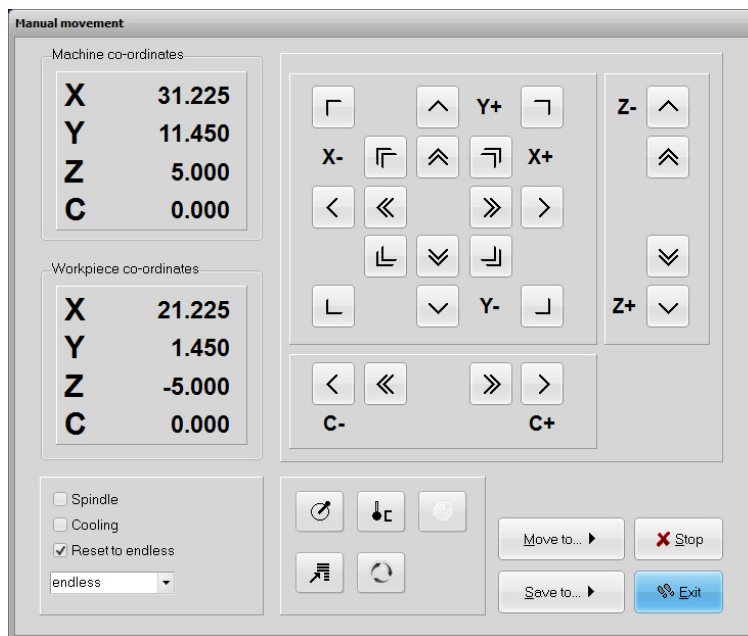 Manual movement
Machine co-ordinates
X 31.225
Y 11.450
Z 5.000
C 0.000
Workpiece co-ordinates
X 21.225
Y 1.450
Z -5.000
C 0.000
Y+
X- X+
Y-
Z-
Z+
C- C+
Spindle
Cooling
Reset to endless
endless
C
Move to...
Stop
Save to...
Exit